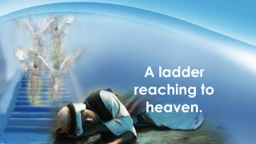 A ladder
reaching to
heaven.